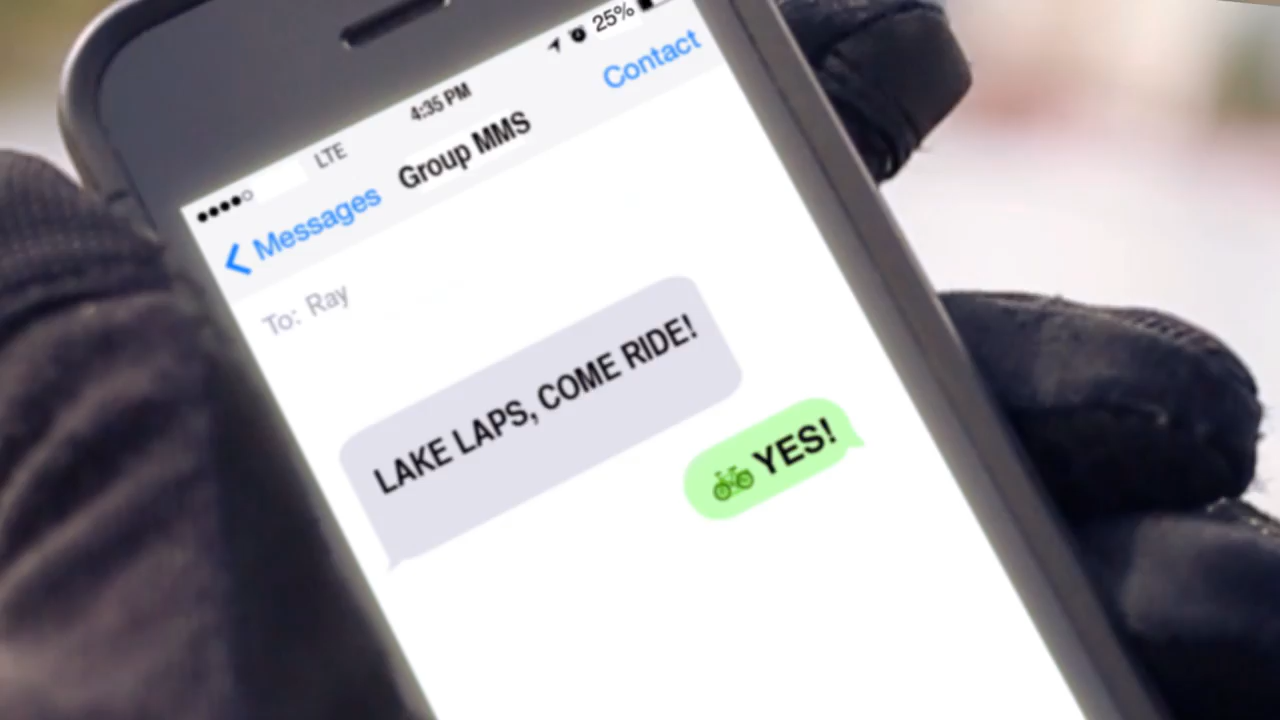 LTE 4:35 PM 25%
Messages Group MMS Contact
To: Ray
LAKE LAPS, COME RIDE!
YES!